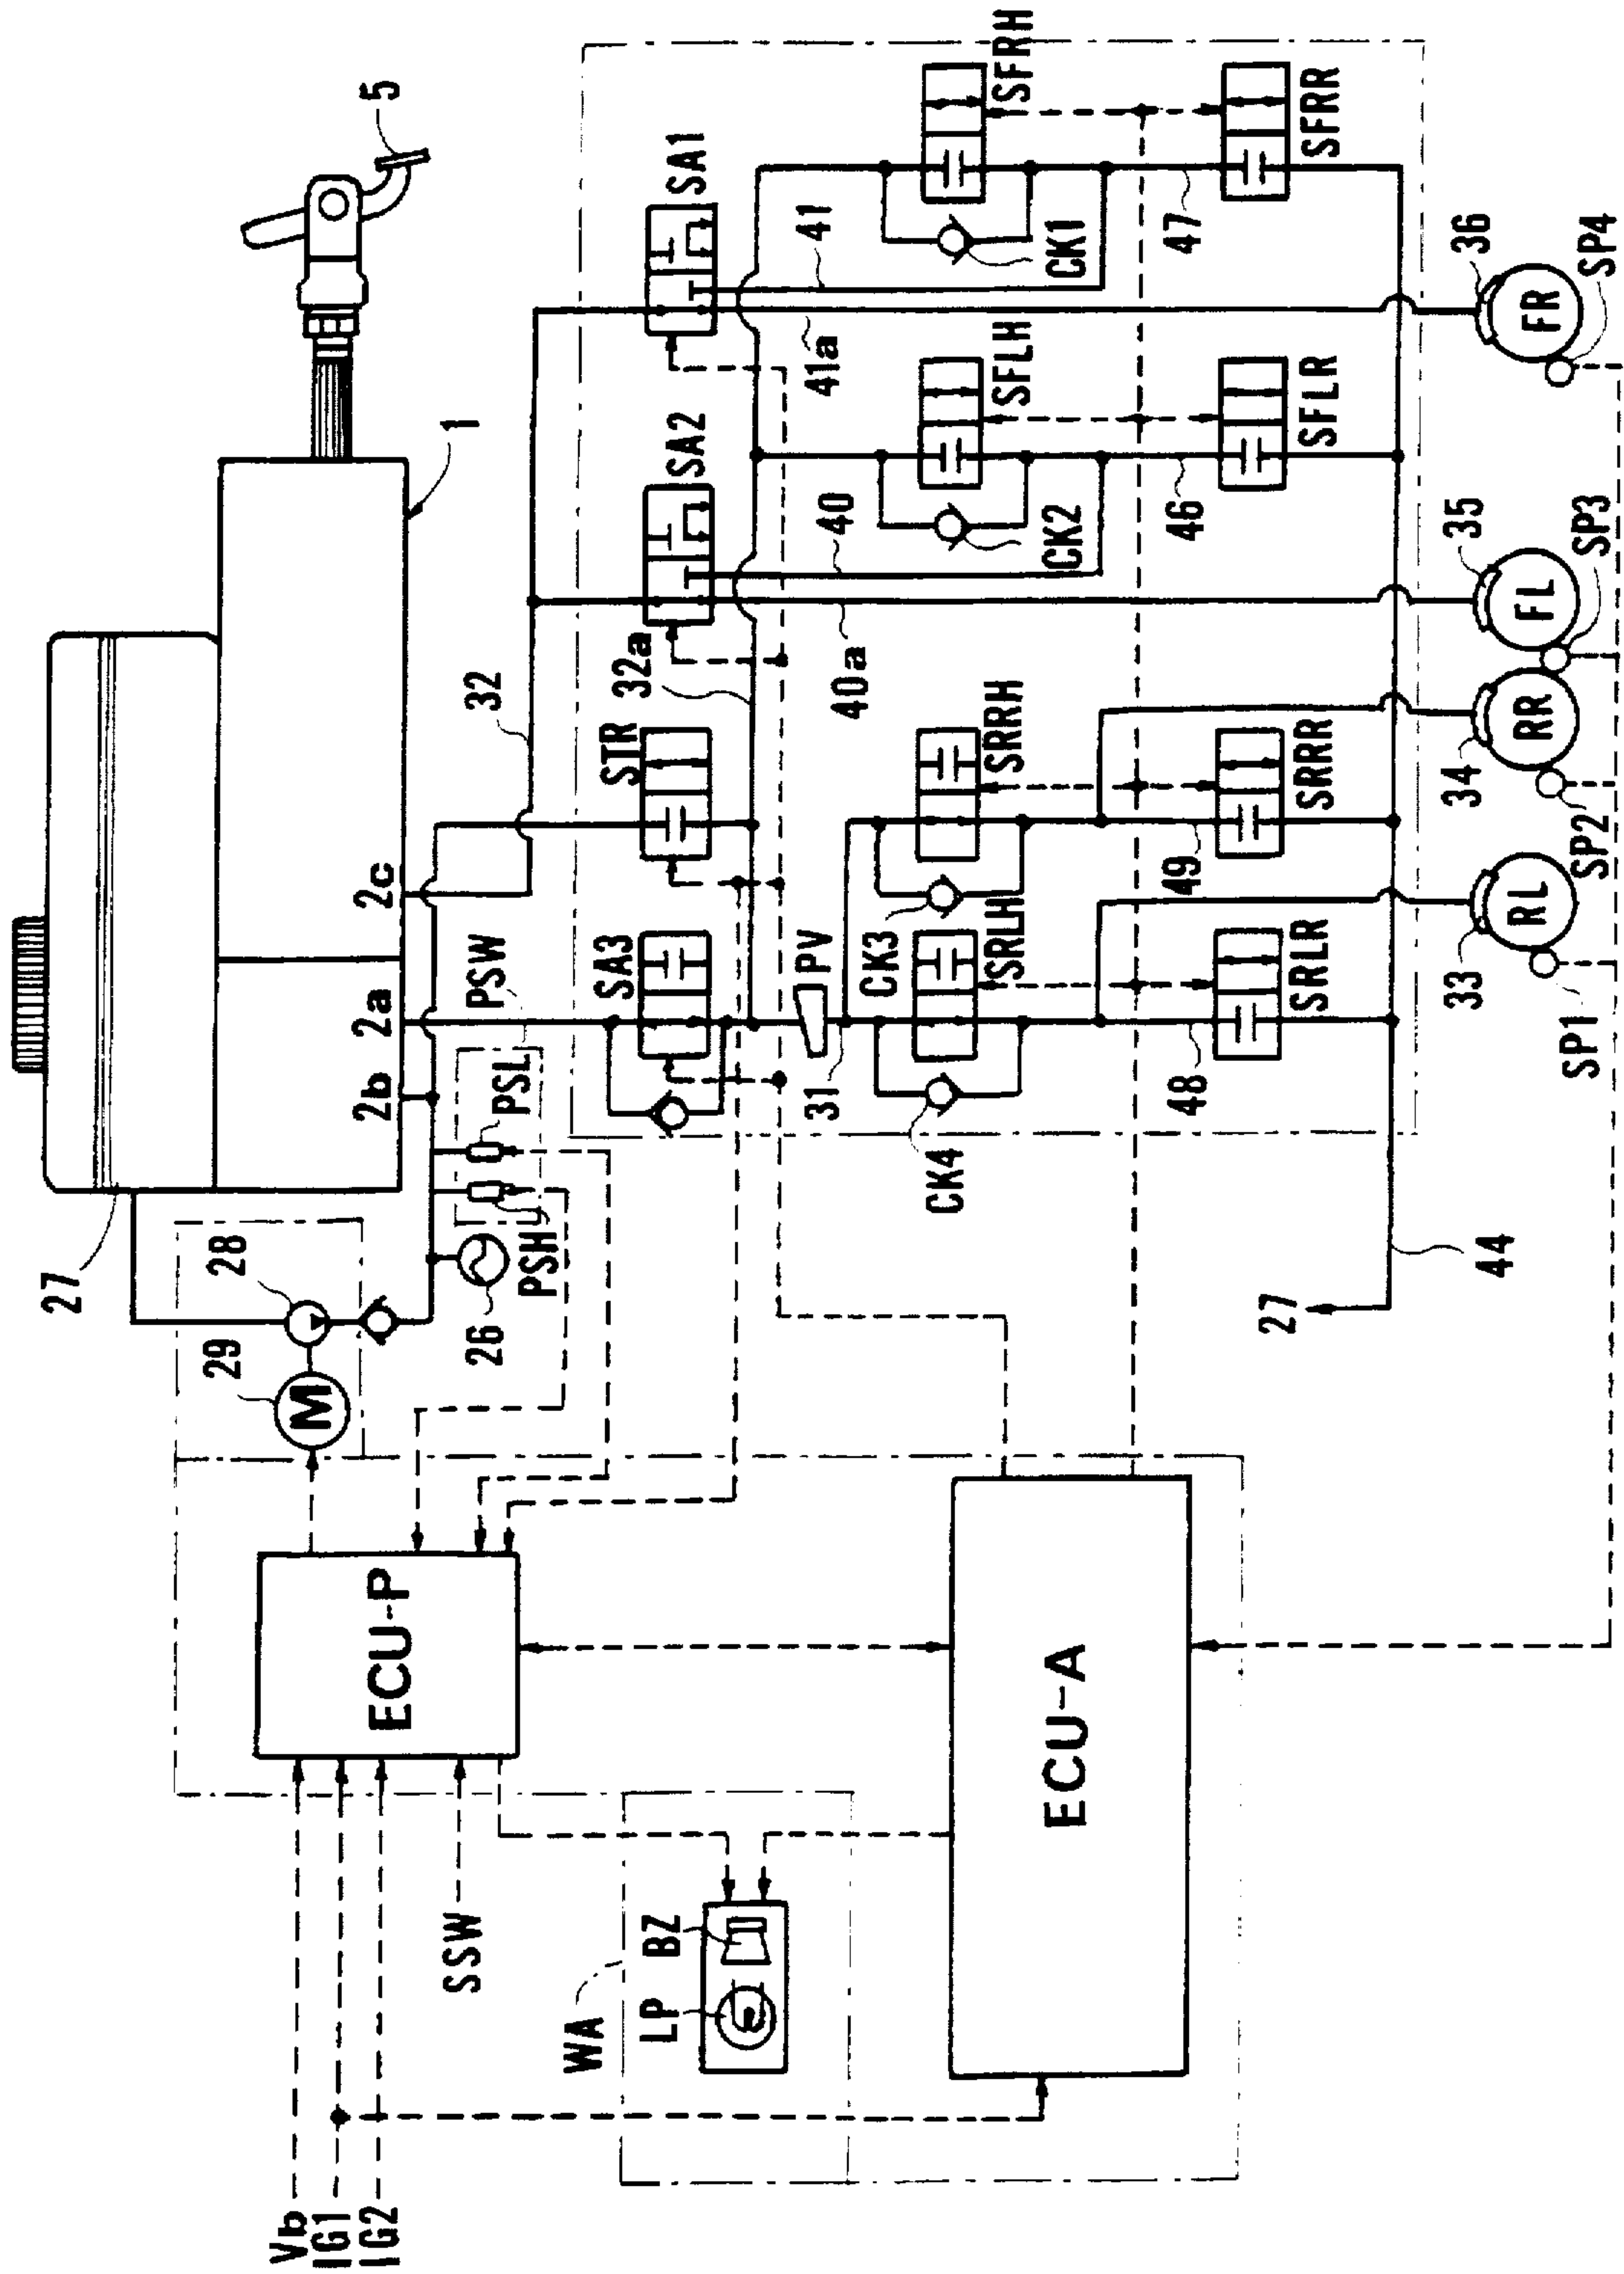 5
1
27
28
29
26
2a
2b
2c
PSW
PSL
PSH
32
32a
STR
SA1
SA2
SA3
PV
31
41
41a
40
40a
SFRH
SFRR
SFLH
SFLR
SRRH
SRRR
SRLH
SRLR
CK1
CK2
CK3
CK4
47
46
49
48
36
FR
SP4
35
FL
SP3
34
RR
SP2
33
RL
SP1
27
44
M
ECU-P
ECU-A
Vb
IG1
IG2
SSW
WA
LP
BZ